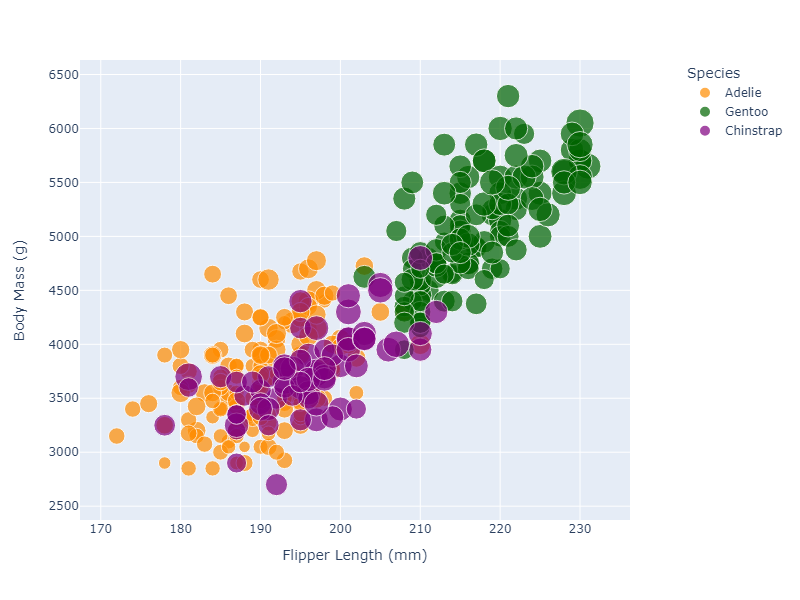 Species
Adelie
Gentoo
Chinstrap
6500
6000
5500
5000
4500
4000
3500
3000
2500
Body Mass (g)
170 180 190 200 210 220 230
Flipper Length (mm)